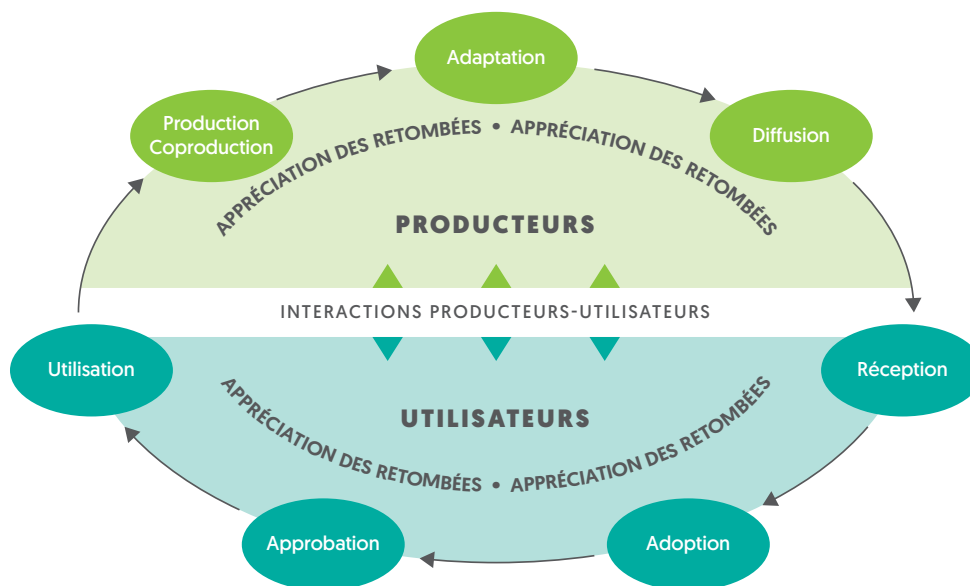 Adaptation
Production
Coproduction
Diffusion
APPRÉCIATION DES RETOMBÉES • APPRÉCIATION DES RETOMBÉES
PRODUCTEURS
INTERACTIONS PRODUCTEURS-UTILISATEURS
Utilisation
Réception
UTILISATEURS
APPRÉCIATION DES RETOMBÉES • APPRÉCIATION DES RETOMBÉES
Approbation
Adoption